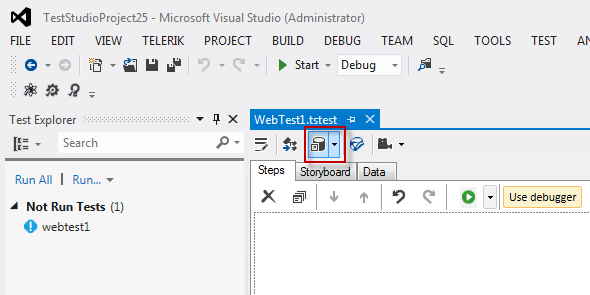 TestStudioProject25 - Microsoft Visual Studio (Administrator)
FILE EDIT VIEW TELERIK PROJECT BUILD DEBUG TEAM SQL TOOLS TEST
Start Debug
Test Explorer
WebTest1.tstest
Search
Steps Storyboard Data
Run All Run...
Use debugger
Not Run Tests (1)
webtest1